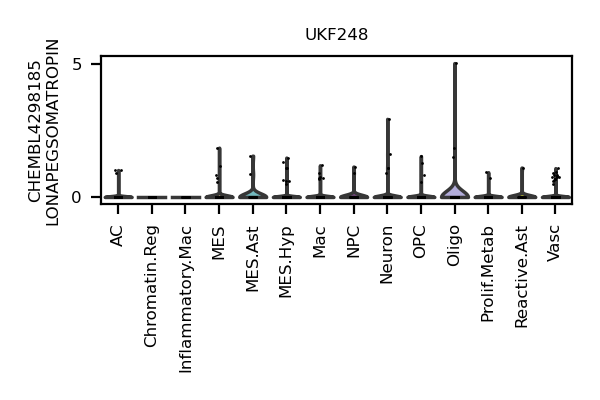 UKF248
CHEMBL4298185
LONAPEGSOMATROPIN
5
0
AC
Chromatin.Reg
Inflammatory.Mac
MES
MES.Ast
MES.Hyp
Mac
NPC
Neuron
OPC
Oligo
Prolif.Metab
Reactive.Ast
Vasc